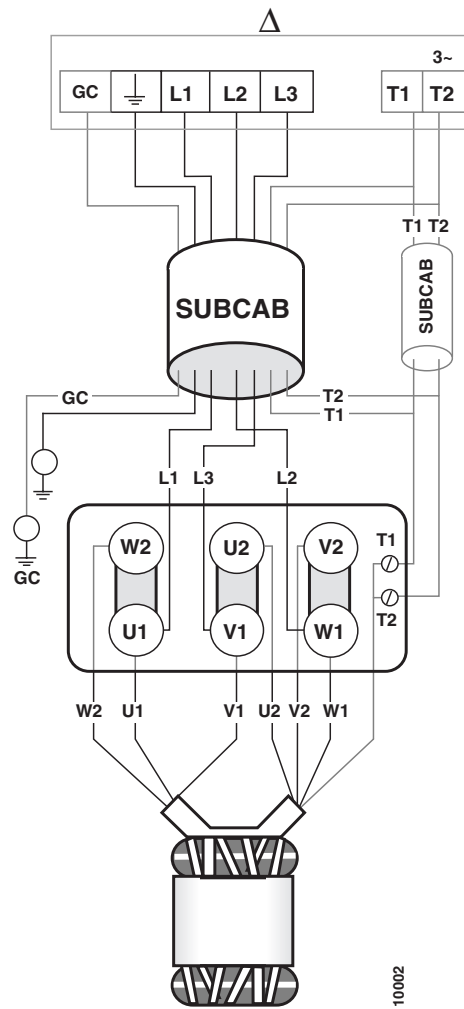 Δ
3~
GC L1 L2 L3 T1 T2
T1 T2
SUBCAB
SUBCAB
GC
T2
T1
L1 L3 L2
W2 U2 V2 T1
U1 V1 W1 T2
GC
W2 U1 V1 U2 V2 W1
10002